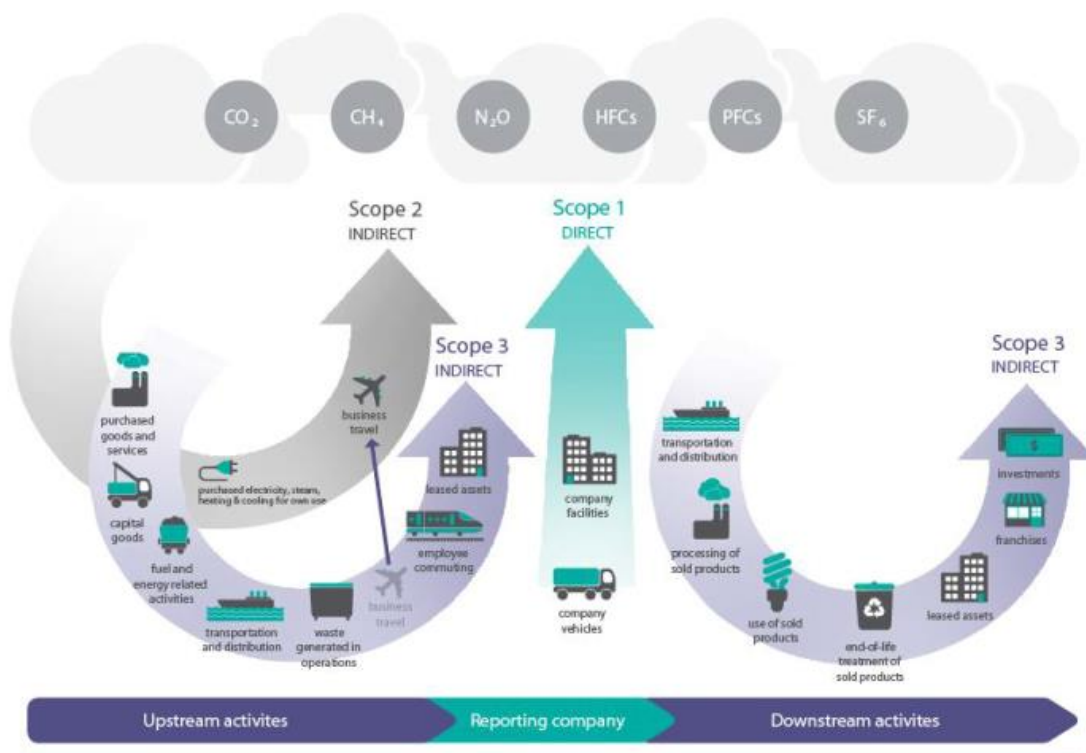 CO₂
CH₄
N₂O
HFCs
PFCs
SF₆
Scope 2
INDIRECT
Scope 1
DIRECT
Scope 3
INDIRECT
Scope 3
INDIRECT
purchased
goods and
services
capital
goods
fuel and
energy related
activities
purchased electricity, steam,
heating & cooling for own use
transportation
and distribution
waste
generated in
operations
business
travel
business
travel
employee
commuting
leased assets
company
facilities
company
vehicles
transportation
and distribution
processing of
sold products
use of sold
products
end-of-life
treatment of
sold products
leased assets
franchises
investments
Upstream activites
Reporting company
Downstream activites